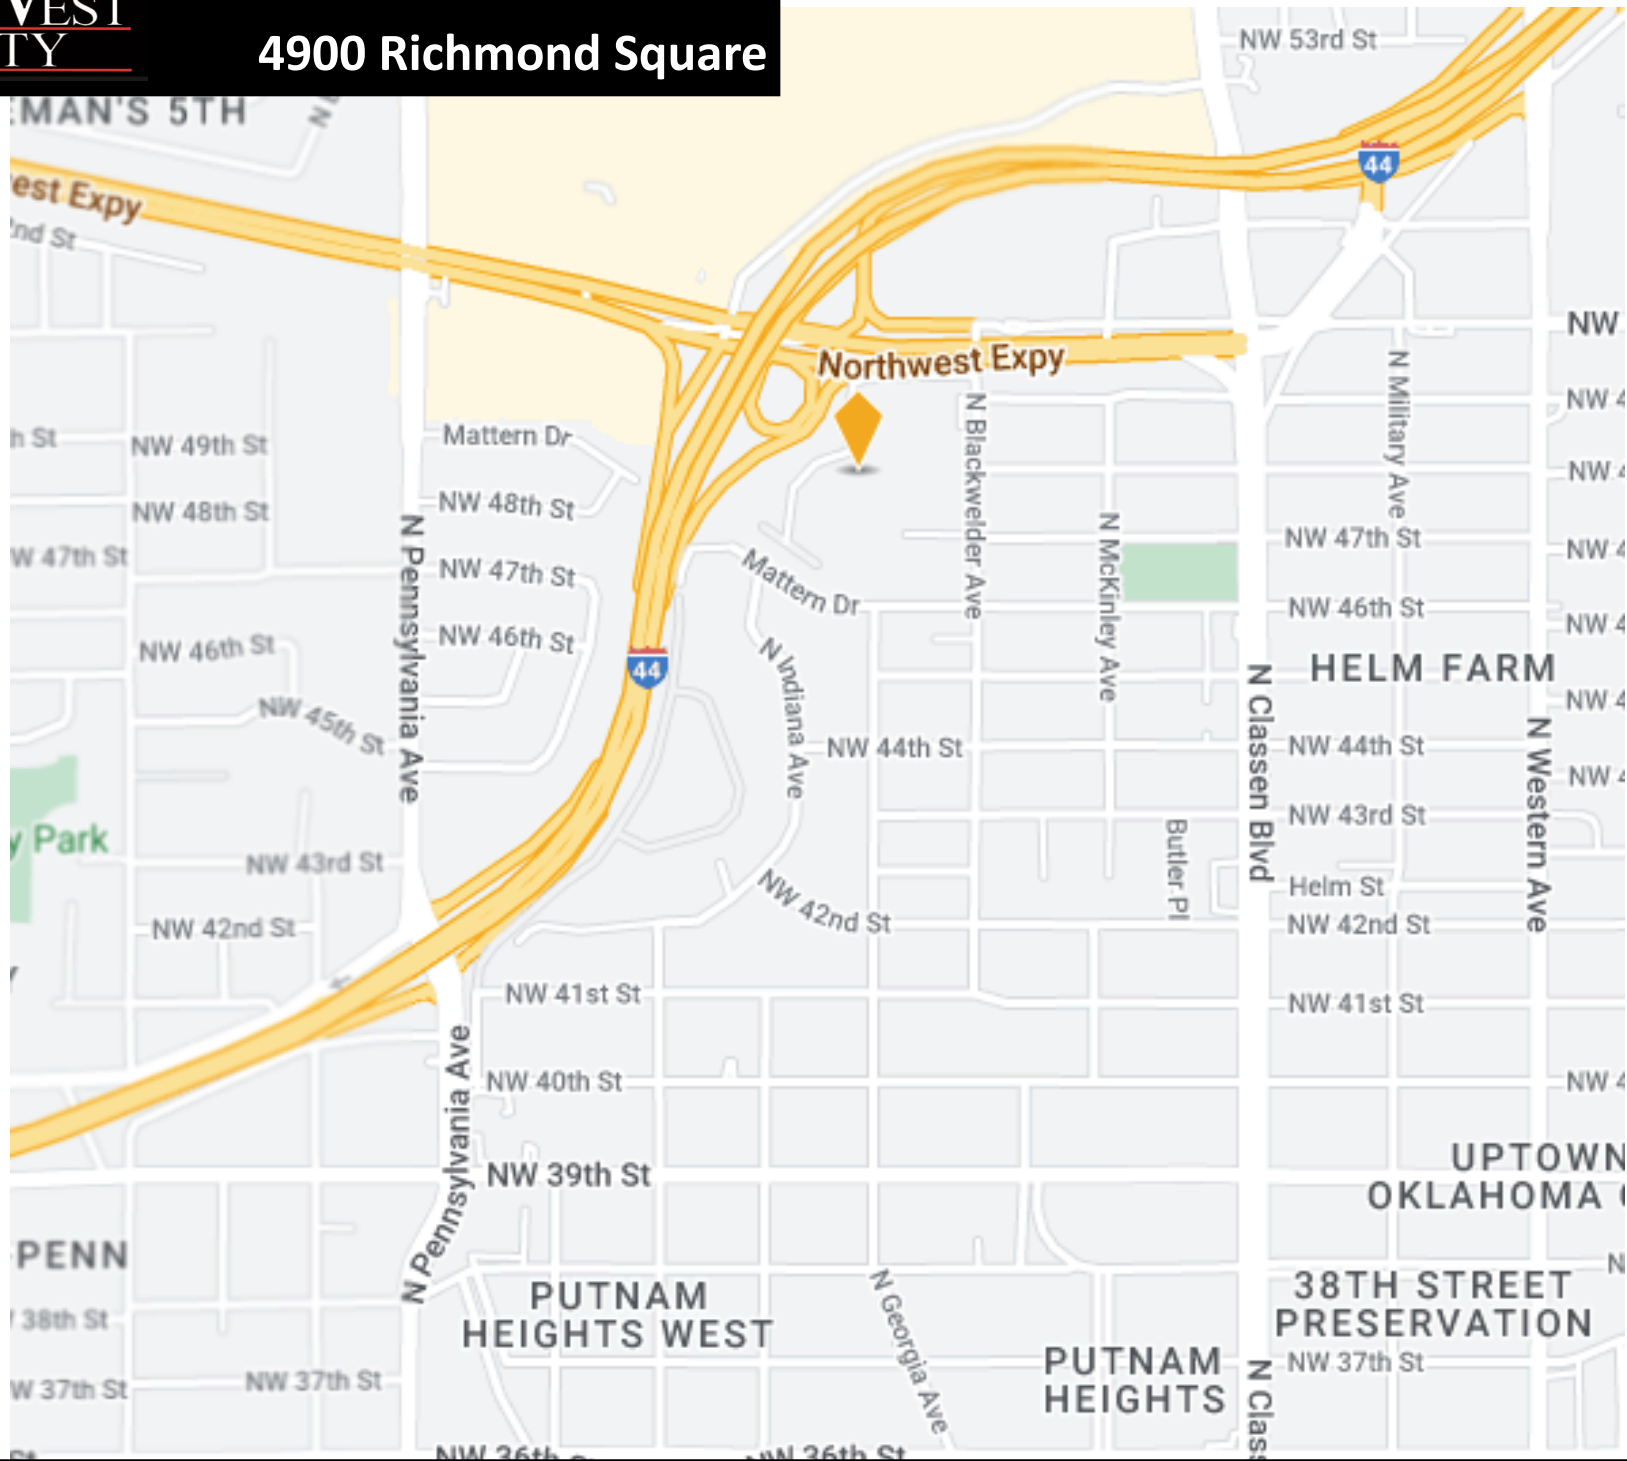 4900 Richmond Square
NW 53rd St
44
Northwest Expy
NW
N Military Ave
Mattern Dr
N Blackwelder Ave
NW 49th St
NW 48th St
NW 48th St
NW 47th St
N Pennsylvania Ave
N McKinley Ave
NW 47th St
Mattern Dr
NW 46th St
NW 46th St
NW 46th St
44
N Indiana Ave
HELM FARM
N Classen Blvd
NW 45th St
NW 44th St
NW 44th St
N Western Ave
NW 43rd St
Butler Pl
Park
NW 43rd St
Helm St
NW 42nd St
NW 42nd St
NW 42nd St
NW 41st St
NW 41st St
N Pennsylvania Ave
NW 40th St
NW 39th St
UPTOWN
OKLAHOMA
PENN
N Georgia Ave
PUTNAM
HEIGHTS WEST
38TH STREET
PRESERVATION
38th St
NW 37th St
PUTNAM
HEIGHTS
NW 37th St
NW 36th St